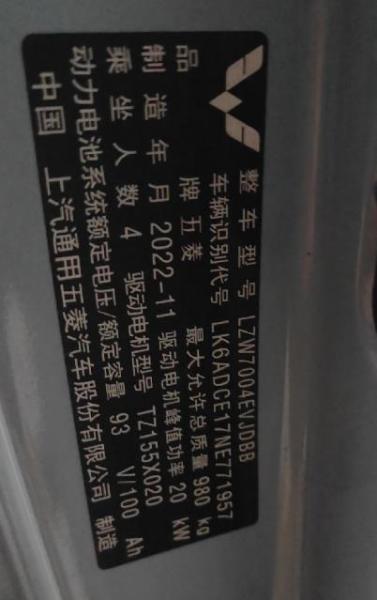 整车型号 LZW7004EVJDBB
车辆识别代号 LK6ADCE17NE771957
品牌 五菱 最大允许总质量 980 kg
制造年月 2022-11 驱动电机峰值功率 20 kW
乘坐人数 4 驱动电机型号 TZ155X020
动力电池系统额定电压/额定容量 93 V/100 Ah
中国 上汽通用五菱汽车股份有限公司 制造